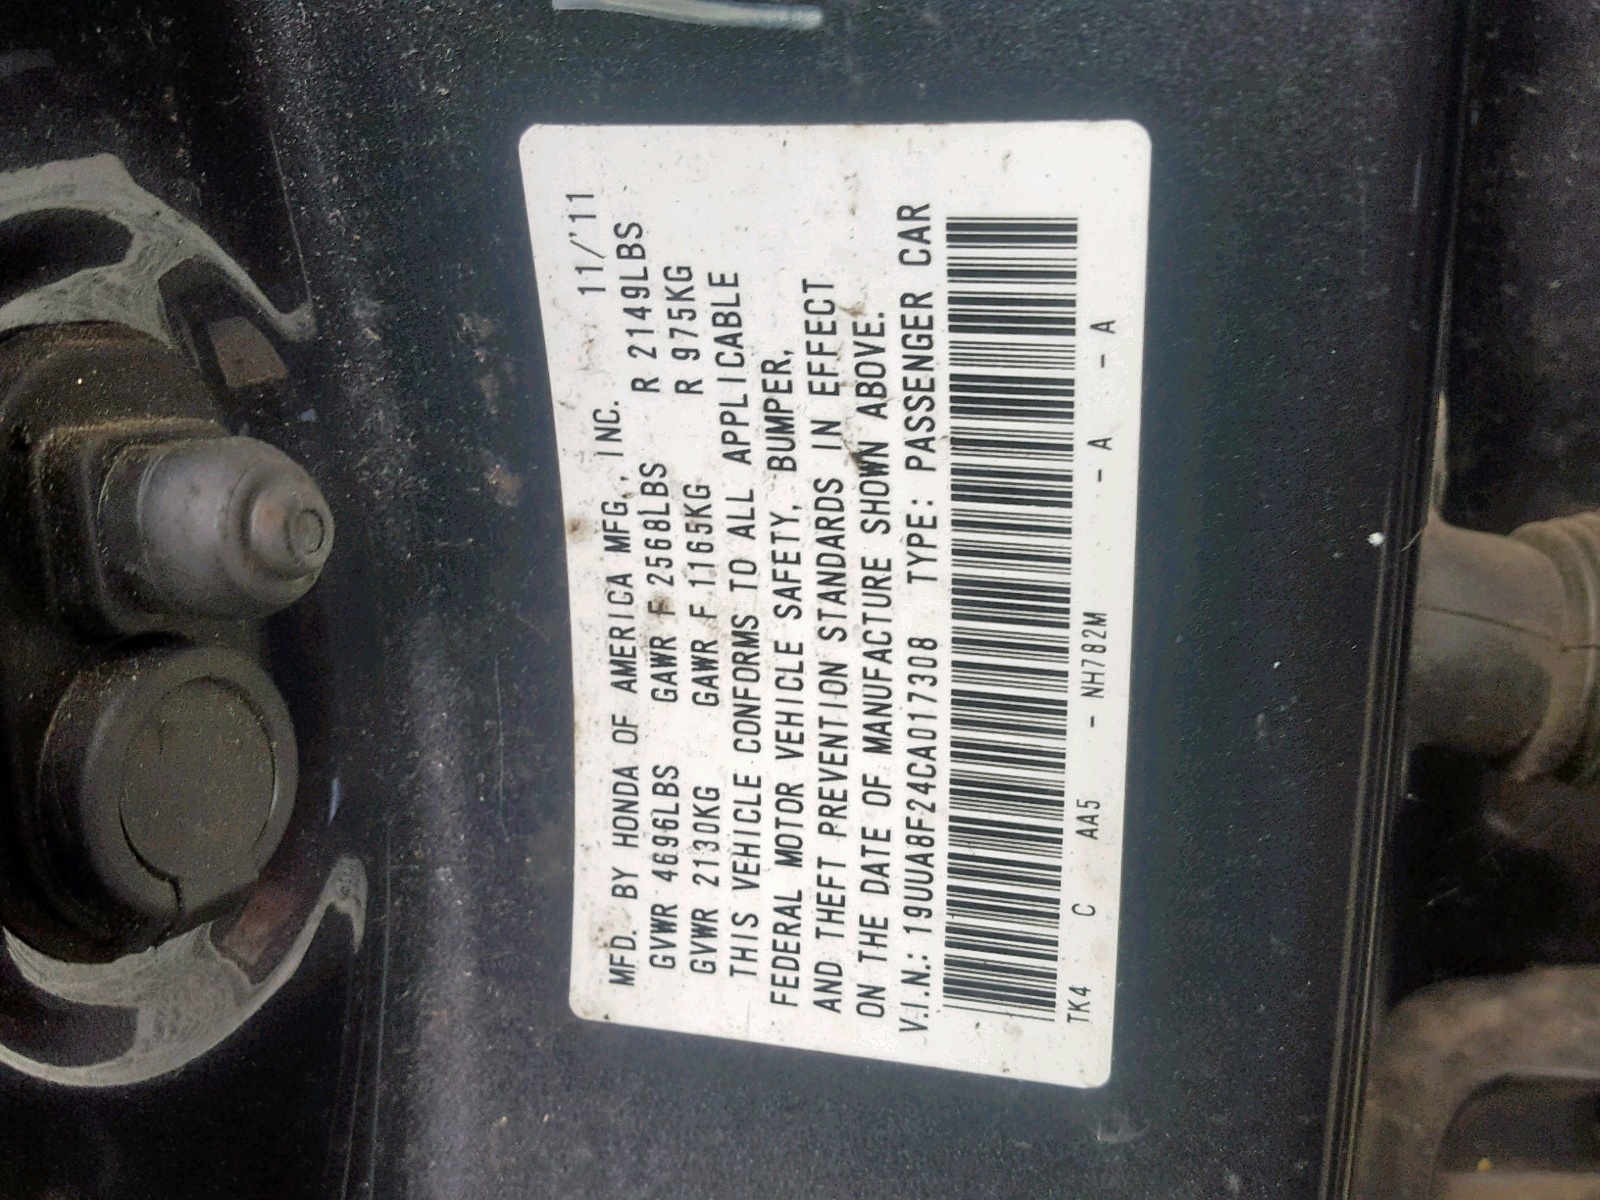 MFD. BY HONDA OF AMERICA MFG., INC. 11/'11
GVWR 4696LBS GAWR F 2568LBS R 2149LBS
GVWR 2130KG GAWR F 1165KG R 975KG
THIS VEHICLE CONFORMS TO ALL APPLICABLE
FEDERAL MOTOR VEHICLE SAFETY, BUMPER,
AND THEFT PREVENTION STANDARDS IN EFFECT
ON THE DATE OF MANUFACTURE SHOWN ABOVE.
V.I.N.: 19UUA8F24CA017308 TYPE: PASSENGER CAR
TK4 C AA5 - NH782M - A - A